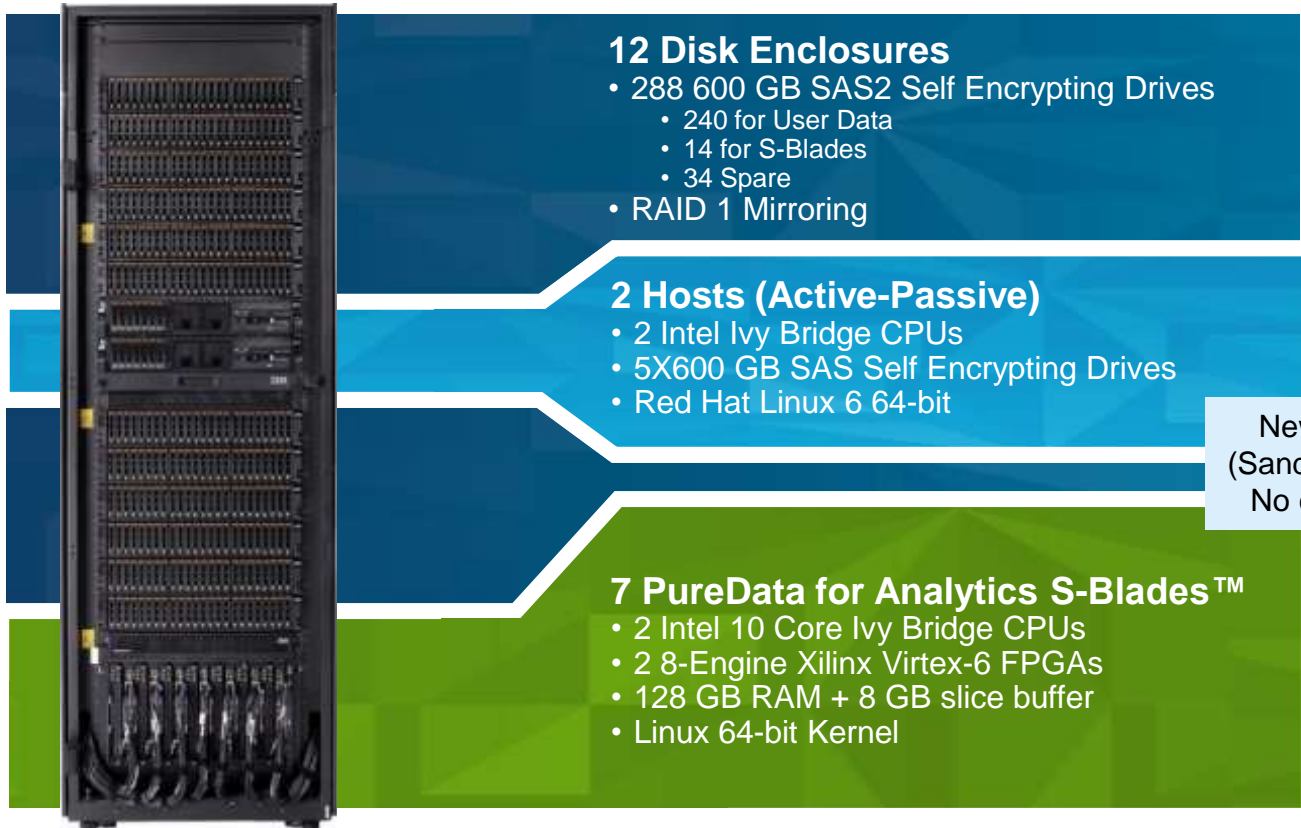 12 Disk Enclosures
• 288 600 GB SAS2 Self Encrypting Drives
• 240 for User Data
• 14 for S-Blades
• 34 Spare
• RAID 1 Mirroring
2 Hosts (Active-Passive)
• 2 Intel Ivy Bridge CPUs
• 5X600 GB SAS Self Encrypting Drives
• Red Hat Linux 6 64-bit
No
7 PureData for Analytics S-Blades™
• 2 Intel 10 Core Ivy Bridge CPUs
• 2 8-Engine Xilinx Virtex-6 FPGAs
• 128 GB RAM + 8 GB slice buffer
• Linux 64-bit Kernel